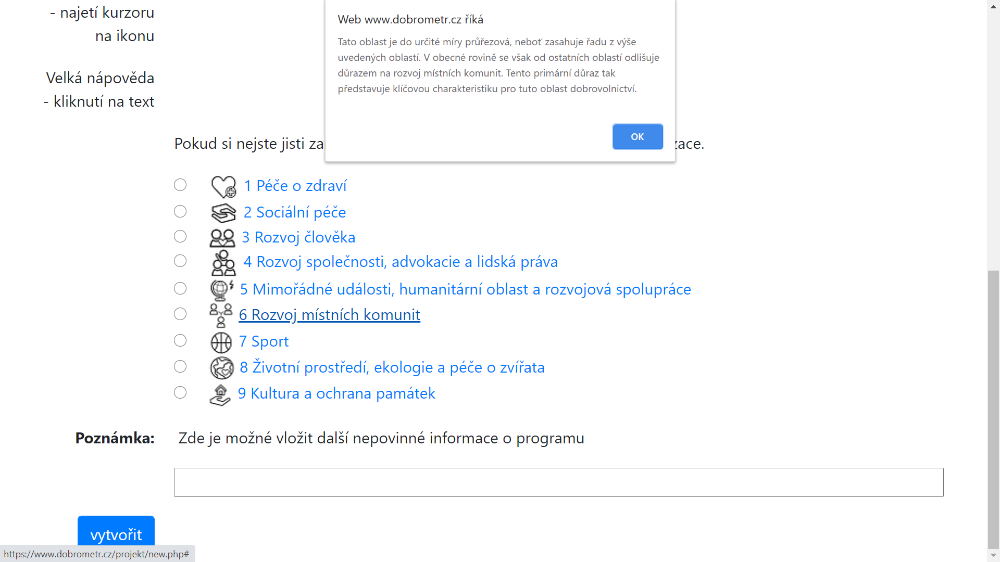 - najetí kurzoru
na ikonu
Velká nápověda
- kliknutí na text
Web www.dobrometr.cz říká
Tato oblast je do určité míry průřezová, neboť zasahuje řadu z výše
uvedených oblastí. V obecné rovině se však od ostatních oblastí odlišuje
důrazem na rozvoj místních komunit. Tento primární důraz tak
představuje klíčovou charakteristiku pro tuto oblast dobrovolnictví.
OK
Pokud si nejste jisti
1 Péče o zdraví
2 Sociální péče
3 Rozvoj člověka
4 Rozvoj společnosti, advokacie a lidská práva
5 Mimořádné události, humanitární oblast a rozvojová spolupráce
6 Rozvoj místních komunit
7 Sport
8 Životní prostředí, ekologie a péče o zvířata
9 Kultura a ochrana památek
Poznámka: Zde je možné vložit další nepovinné informace o programu
vytvořit
https://www.dobrometr.cz/projekt/new.php#